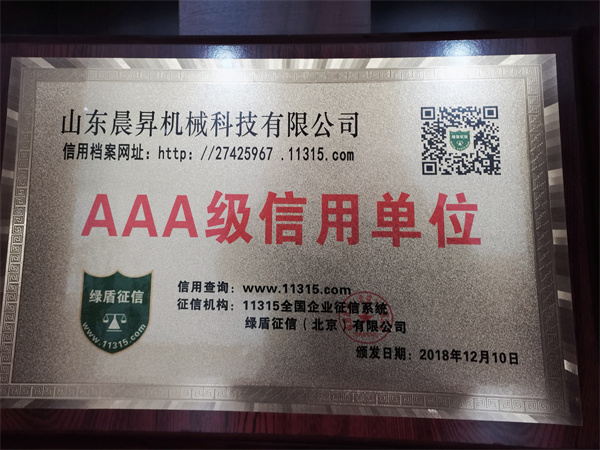 山东晨昇机械科技有限公司
信用档案网址：http: //27425967 .11315.com
绿盾征信
AAA级信用单位
绿盾征信
www.11315.com
信用查询：www.11315.com
征信机构：11315全国企业征信系统
绿盾征信（北京）有限公司
颁发日期：2018年12月10日